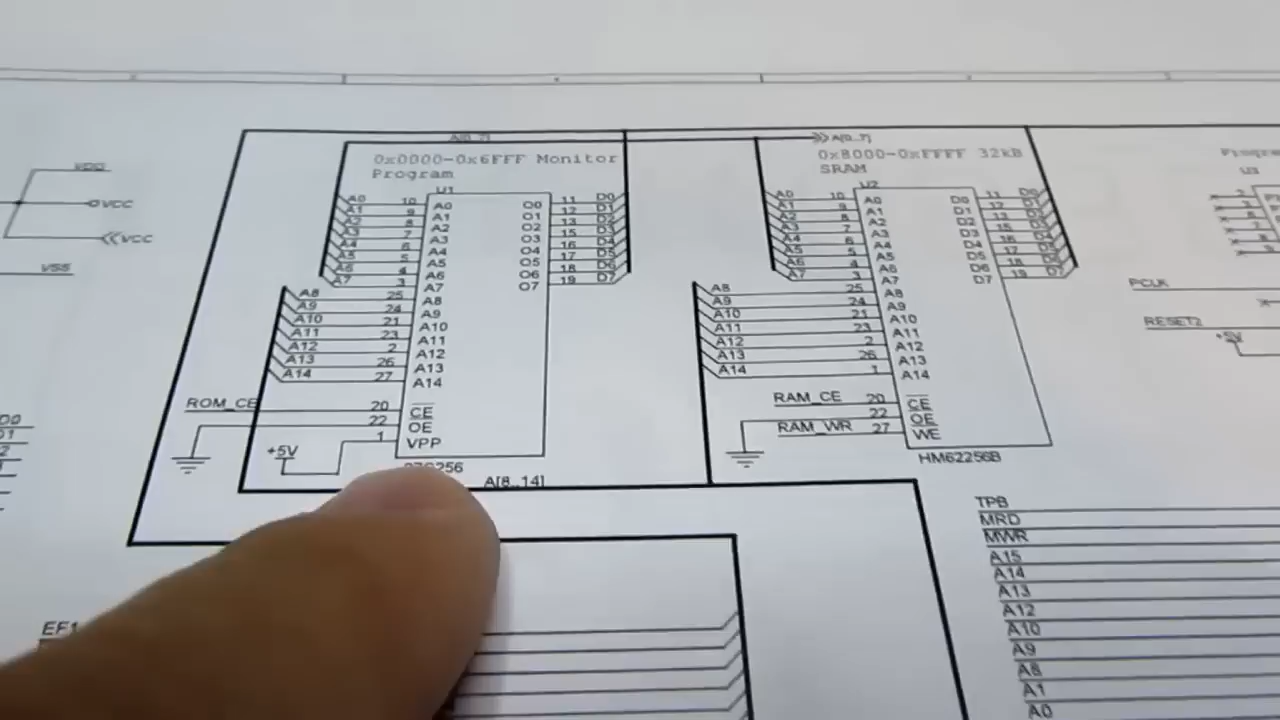 A[0..7]
A[0..7]
0x0000-0x6FFF Monitor
Program
0x8000-0xFFFF 32kB
SRAM
VDD
VCC
VCC
VSS
U1
A0 10 A0 O0 11 D0
A1 9 A1 O1 12 D1
A2 8 A2 O2 13 D2
A3 7 A3 O3 15 D3
A4 6 A4 O4 16 D4
A5 5 A5 O5 17 D5
A6 4 A6 O6 18 D6
A7 3 A7 O7 19 D7
A8 25 A8
A9 24 A9
A10 21 A10
A11 23 A11
A12 2 A12
A13 26 A13
A14 27 A14
ROM_CE 20 CE
22 OE
+5V 1 VPP
256
A[8..14]
U2
A0 10 A0 D0 11 D0
A1 9 A1 D1 12 D1
A2 8 A2 D2 13 D2
A3 7 A3 D3 15 D3
A4 6 A4 D4 16 D4
A5 5 A5 D5 17 D5
A6 4 A6 D6 18 D6
A7 3 A7 D7 19 D7
A8 25 A8
A9 24 A9
A10 21 A10
A11 23 A11
A12 2 A12
A13 26 A13
A14 1 A14
RAM_CE 20 CE
22 OE
RAM_WR 27 WE
HM62256B
U3
PCLK
RESET2
+5V
D0
EF1
TPB
MRD
MWR
A15
A14
A13
A12
A10
A9
A8
A1
A0